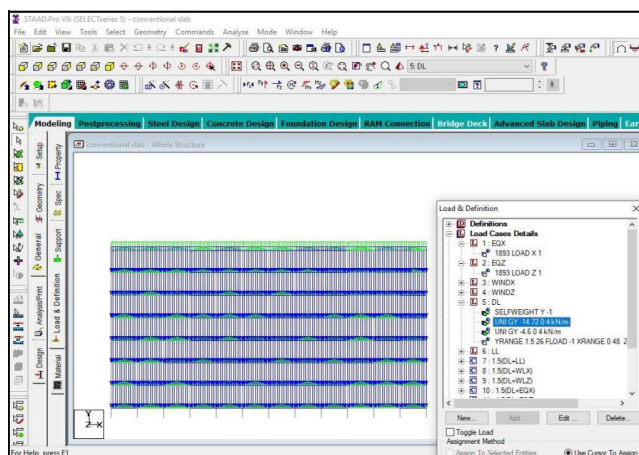 STAAD.Pro V8i (SELECTseries 5) - conventional slab
File Edit View Tools Select Geometry Commands Analyze Mode Window Help
5: DL
Modeling Postprocessing Steel Design Concrete Design Foundation Design RAM Connection Bridge Deck Advanced Slab Design Piping Ear
conventional slab - Whole Structure
Setup
Geometry
General
Analysis/Print
Design
Property
Spec
Support
Load & Definition
Material
Load & Definition
Definitions
Load Cases Details
1 : EQX
1893 LOAD X 1
2 : EQZ
1893 LOAD Z 1
3 : WINDX
4 : WINDZ
5 : DL
SELFWEIGHT Y -1
UNI GY -14.72 0 4 kN/m
UNI GY -4.6 0 4 kN/m
YRANGE 1.5 26 FLOAD -1 XRANGE 0 48 Z
6 : LL
7 : 1.5(DL+LL)
8 : 1.5(DL+WLX)
9 : 1.5(DL+WLZ)
10 : 1.5(DL+EQX)
New... Add... Edit... Delete...
Toggle Load
Assignment Method
Assign To Selected Entities Use Cursor To Assign
Y
Z X
For Help, press F1